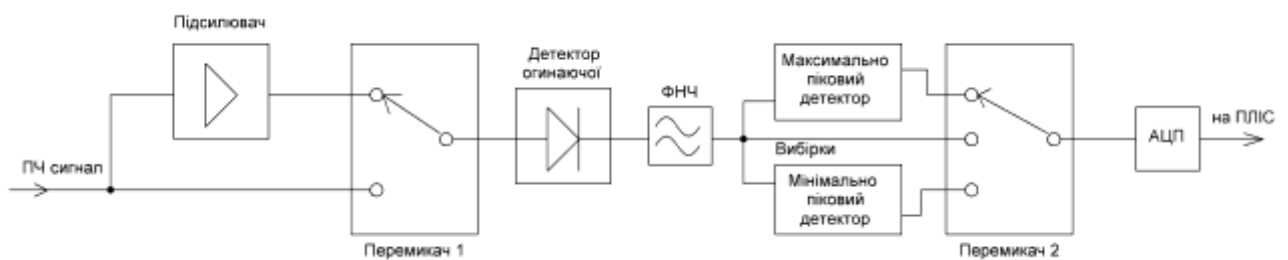 Підсилювач
ПЧ сигнал
Перемикач 1
Детектор
огинаючої
ФНЧ
Максимально
піковий
детектор
Вибірки
Мінімально
піковий
детектор
Перемикач 2
АЦП
на ПЛІС